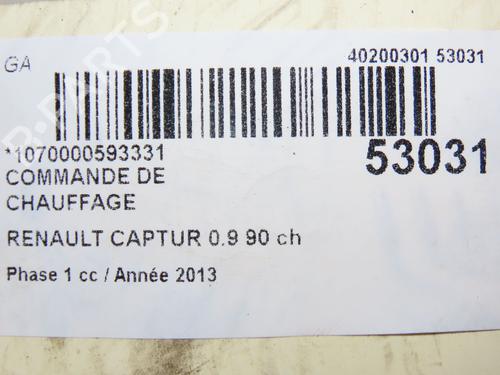 GA
40200301 53031
*1070000593331
53031
COMMANDE DE
CHAUFFAGE
RENAULT CAPTUR 0.9 90 ch
Phase 1 cc / Année 2013